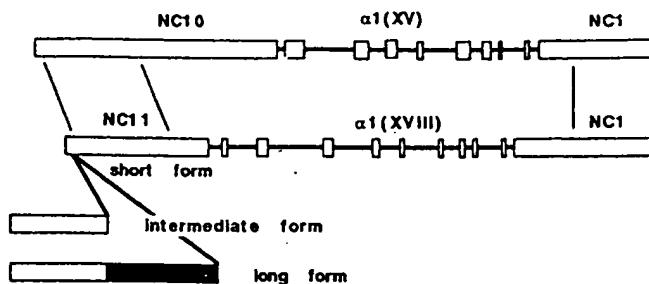 NC10 α1(XV) NC1
NC11 α1(XVIII) NC1
short form
intermediate form
long form